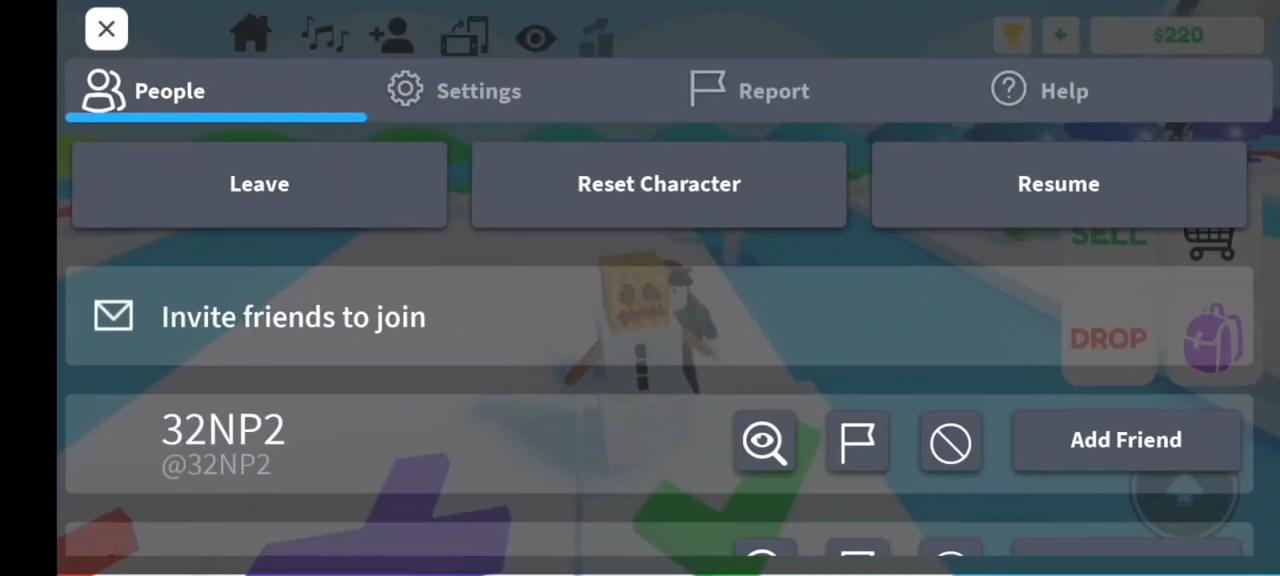 $220
People
Settings
Report
Help
Leave
Reset Character
Resume
SELL
Invite friends to join
DROP
32NP2
@32NP2
Add Friend